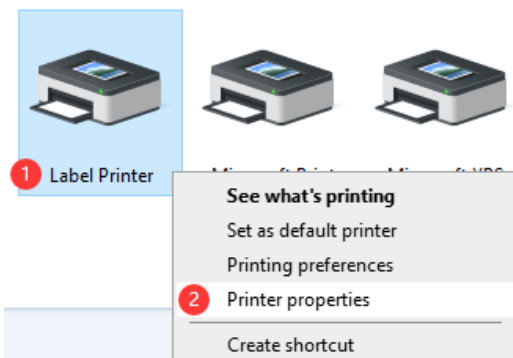 1 Label Printer
See what's printing
Set as default printer
Printing preferences
2 Printer properties
Create shortcut